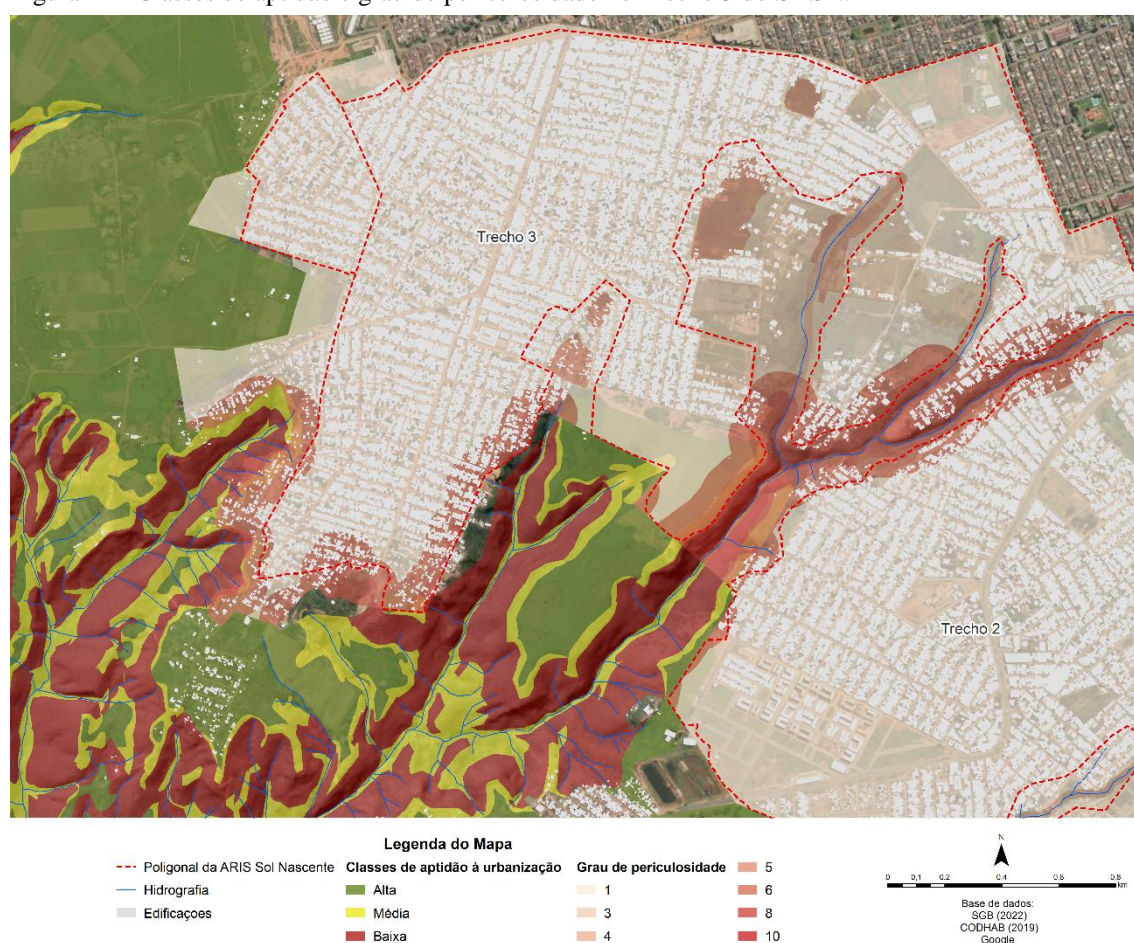 Trecho 3
Trecho 2
Legenda do Mapa
Poligonal da ARIS Sol Nascente
Hidrografia
Edificaçoes
Classes de aptidão à urbanização
Alta
Média
Baixa
Grau de periculosidade
1
3
4
5
6
8
10
N
0 0,1 0.2 0.4 0.6 0.8
km
Base de dados:
SGB (2022)
CODHAB (2019)
Google